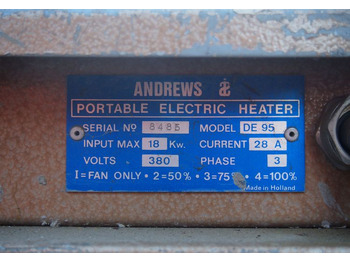 ANDREWS
PORTABLE ELECTRIC HEATER
SERIAL Nº 8485 MODEL DE 95
INPUT MAX 18 Kw. CURRENT 28 A
VOLTS 380 PHASE 3
I=FAN ONLY • 2=50% • 3=75% • 4=100%
Made in Holland